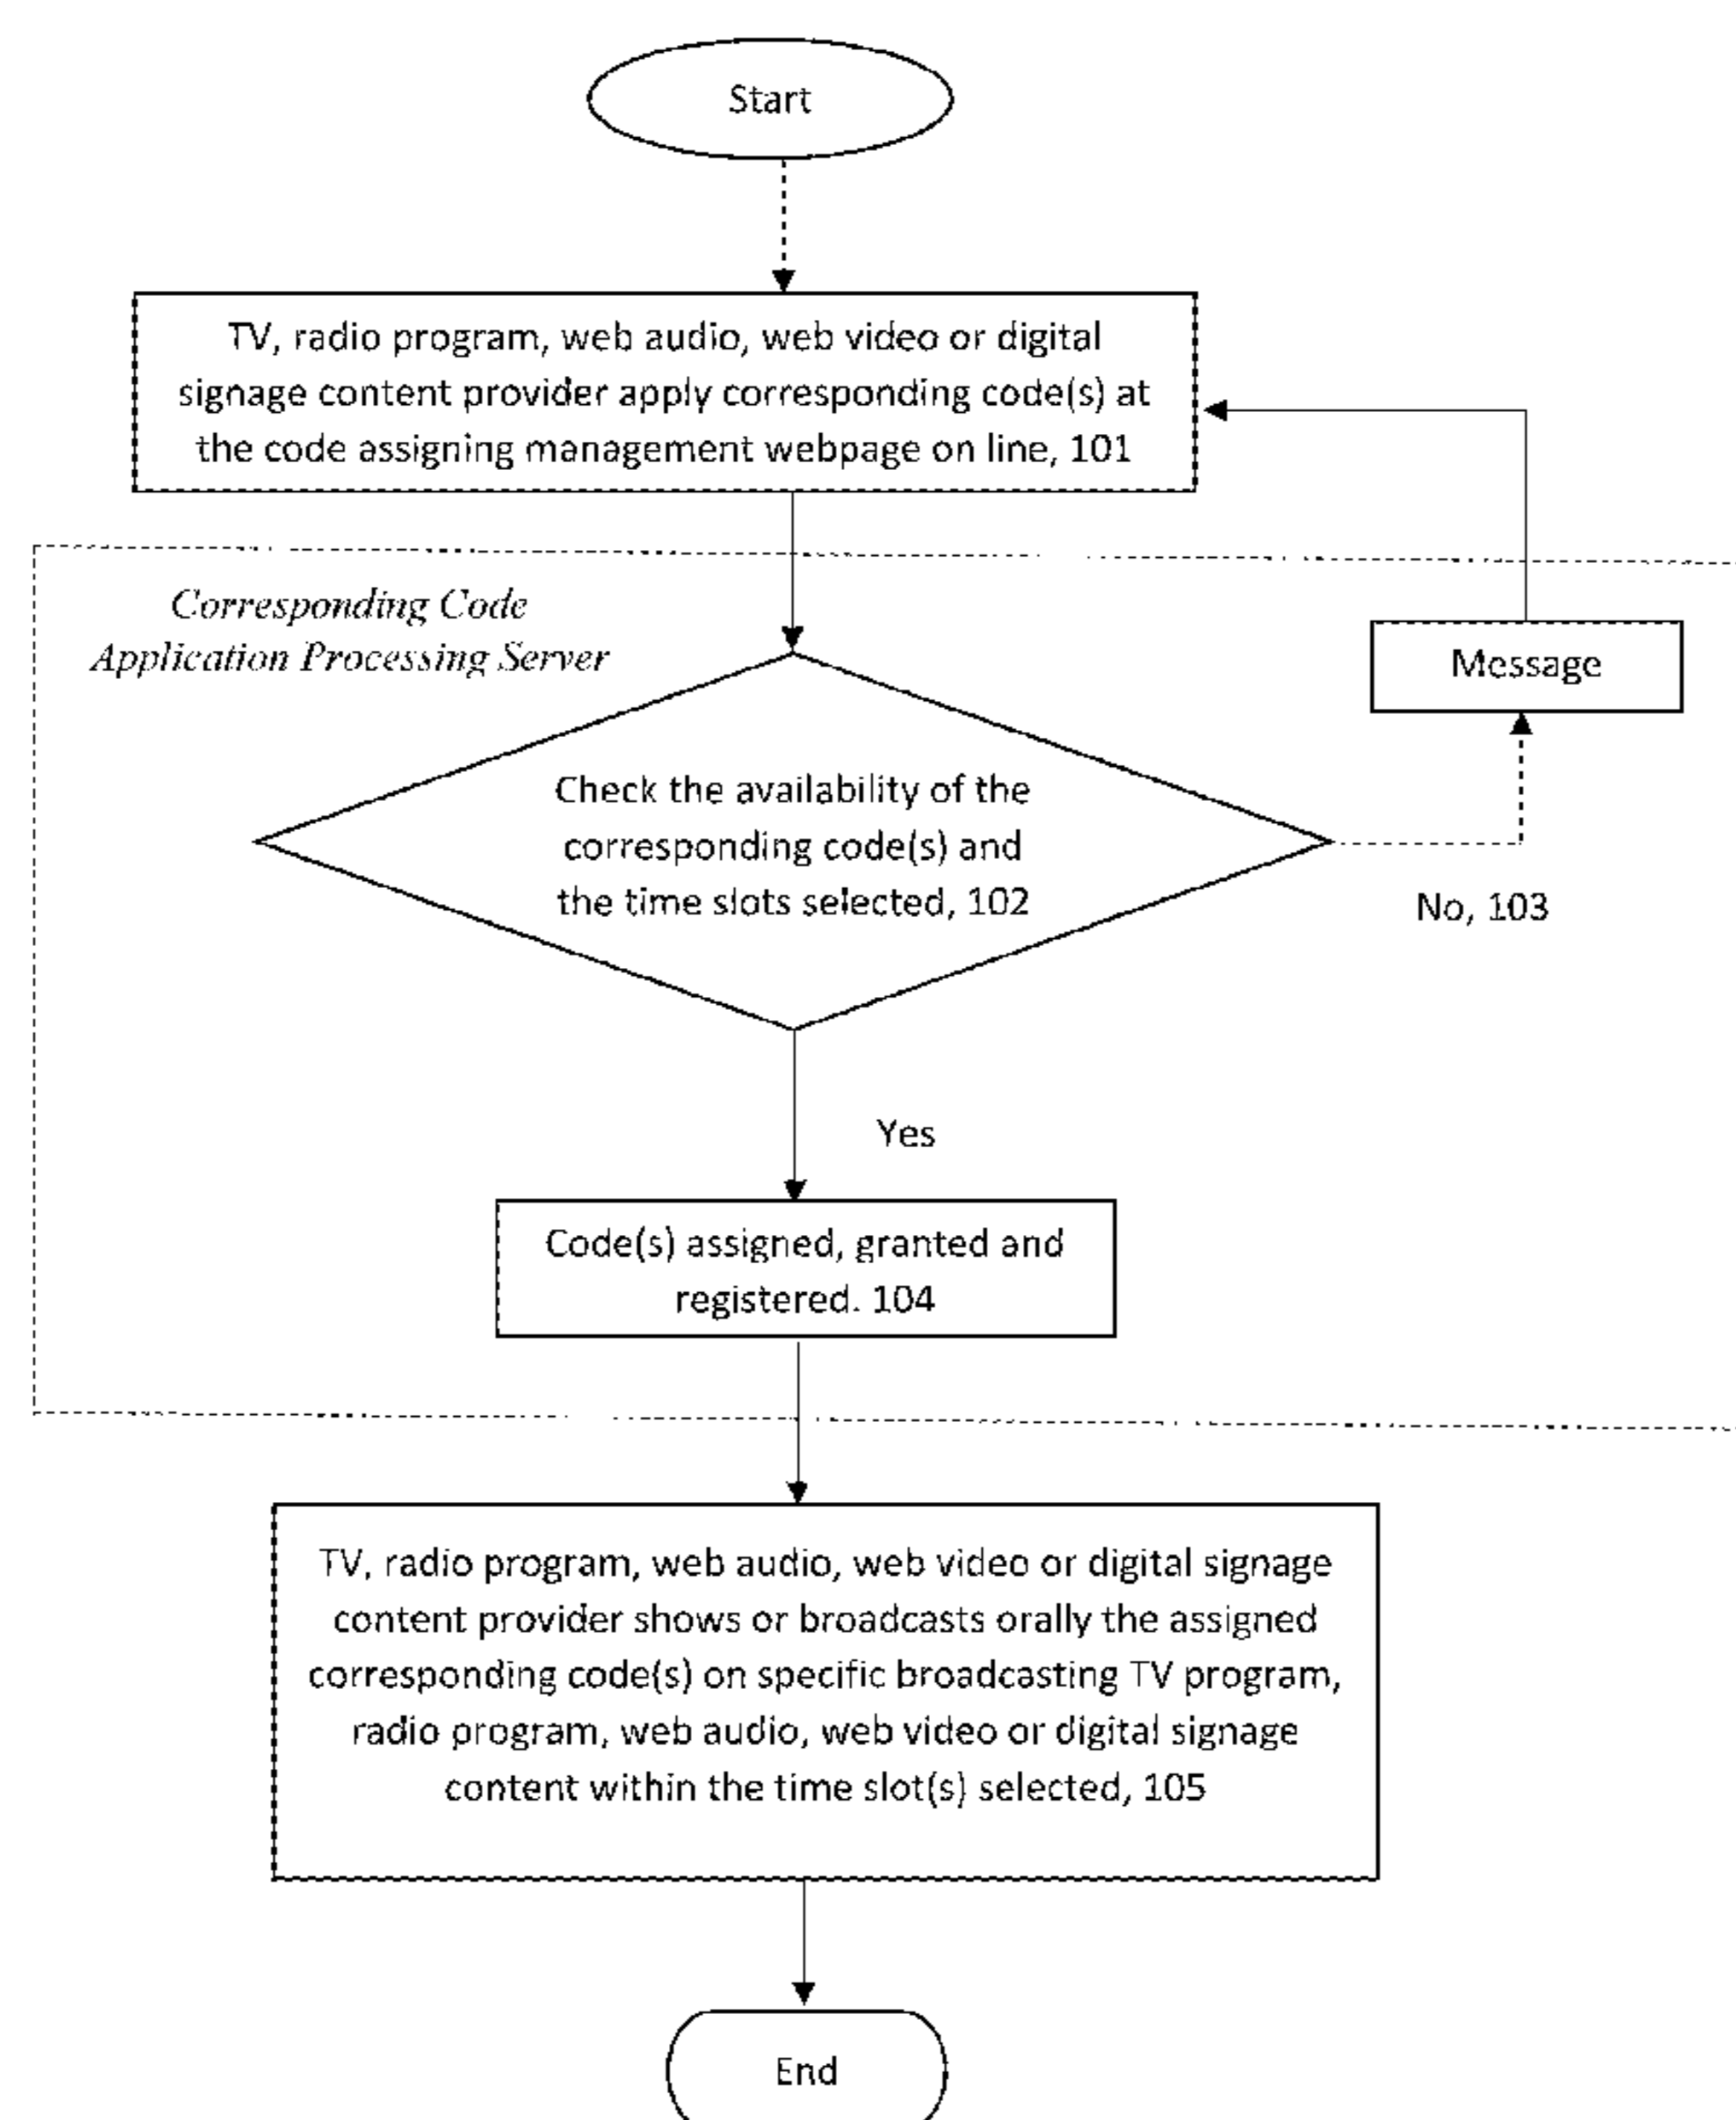 Start
TV, radio program, web audio, web video or digital
signage content provider apply corresponding code(s) at
the code assigning management webpage on line, 101
Corresponding Code
Application Processing Server
Message
Check the availability of the
corresponding code(s) and
the time slots selected, 102
No, 103
Yes
Code(s) assigned, granted and
registered. 104
TV, radio program, web audio, web video or digital signage
content provider shows or broadcasts orally the assigned
corresponding code(s) on specific broadcasting TV program,
radio program, web audio, web video or digital signage
content within the time slot(s) selected, 105
End